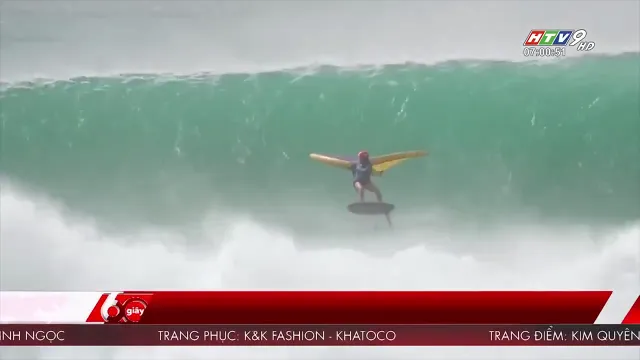 HTV9 HD
07:00:51
60 giây
INH NGỌC TRANG PHỤC: K&K FASHION - KHATOCO TRANG ĐIỂM: KIM QUYÊN